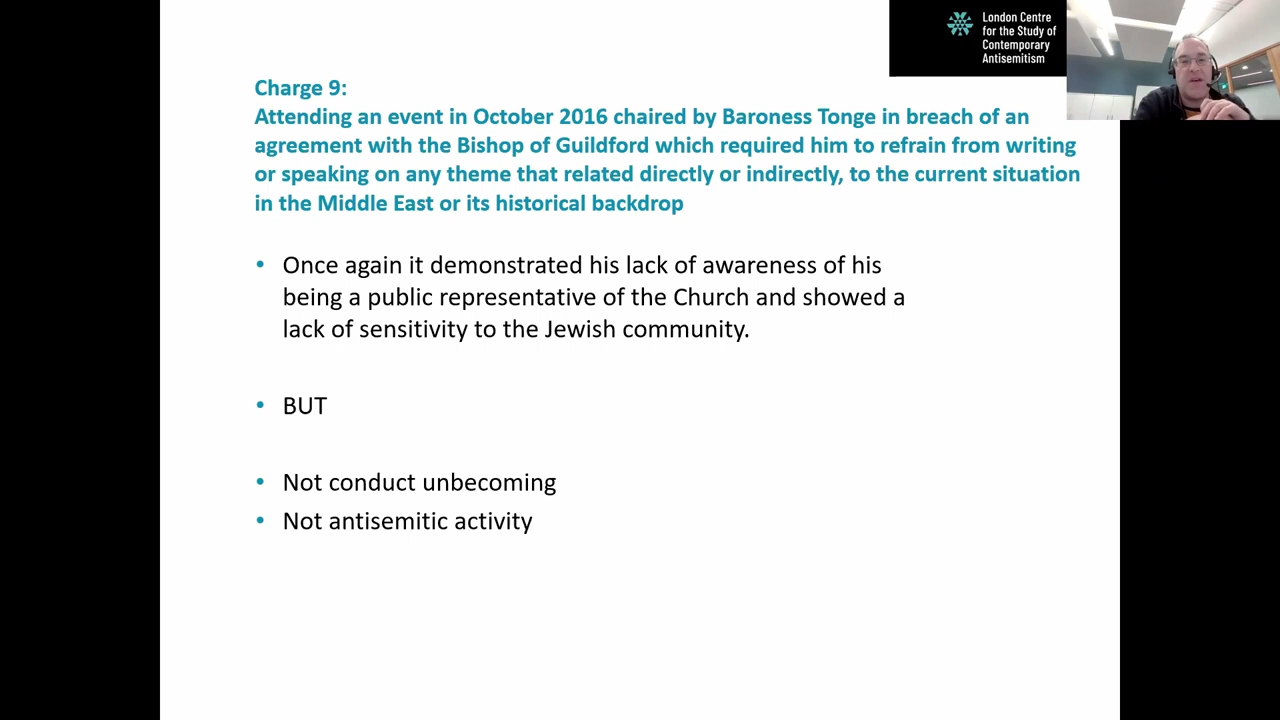 London Centre
for the Study of
Contemporary
Antisemitism
Charge 9:
Attending an event in October 2016 chaired by Baroness Tonge in breach of an
agreement with the Bishop of Guildford which required him to refrain from writing
or speaking on any theme that related directly or indirectly, to the current situation
in the Middle East or its historical backdrop
• Once again it demonstrated his lack of awareness of his
being a public representative of the Church and showed a
lack of sensitivity to the Jewish community.
• BUT
• Not conduct unbecoming
• Not antisemitic activity